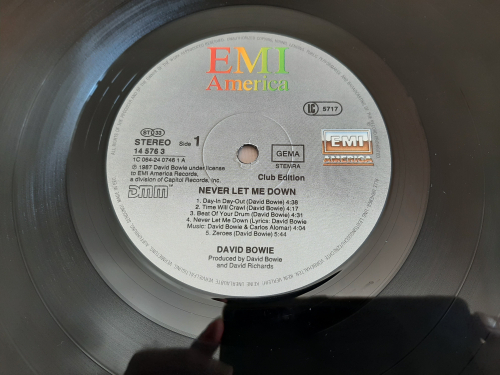 EMI
America
LC 5717
ST 30
STEREO Side 1
14 576 3
1C 064-24 0746 1 A
GEMA
STEMRA
EMI
AMERICA
℗ 1987 David Bowie under license
to EMI America Records,
a division of Capitol Records, Inc.
DMM
Club Edition
NEVER LET ME DOWN
1. Day-In Day-Out (David Bowie) 4:38
2. Time Will Crawl (David Bowie) 4:17
3. Beat Of Your Drum (David Bowie) 4:31
4. Never Let Me Down (Lyrics: David Bowie
Music: David Bowie & Carlos Alomar) 4:04
5. Zeroes (David Bowie) 5:44
DAVID BOWIE
Produced by David Bowie
and David Richards